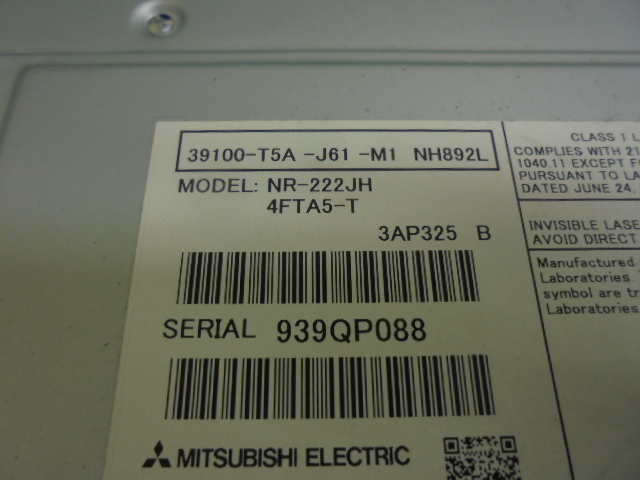 39100-T5A -J61 -M1 NH892L
MODEL: NR-222JH
4FTA5-T
3AP325 B
SERIAL 939QP088
MITSUBISHI ELECTRIC
CLASS I L
COMPLIES WITH 21
1040.11 EXCEPT F
PURSUANT TO LA
DATED JUNE 24,
INVISIBLE LASE
AVOID DIRECT
Manufactured
Laboratories
symbol are tr
Laboratories